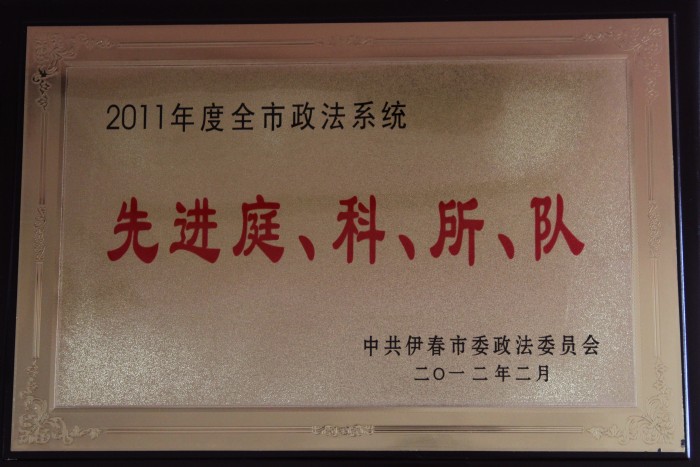 2011年度全市政法系统
先进庭、科、所、队
中共伊春市委政法委员会
二〇一二年二月